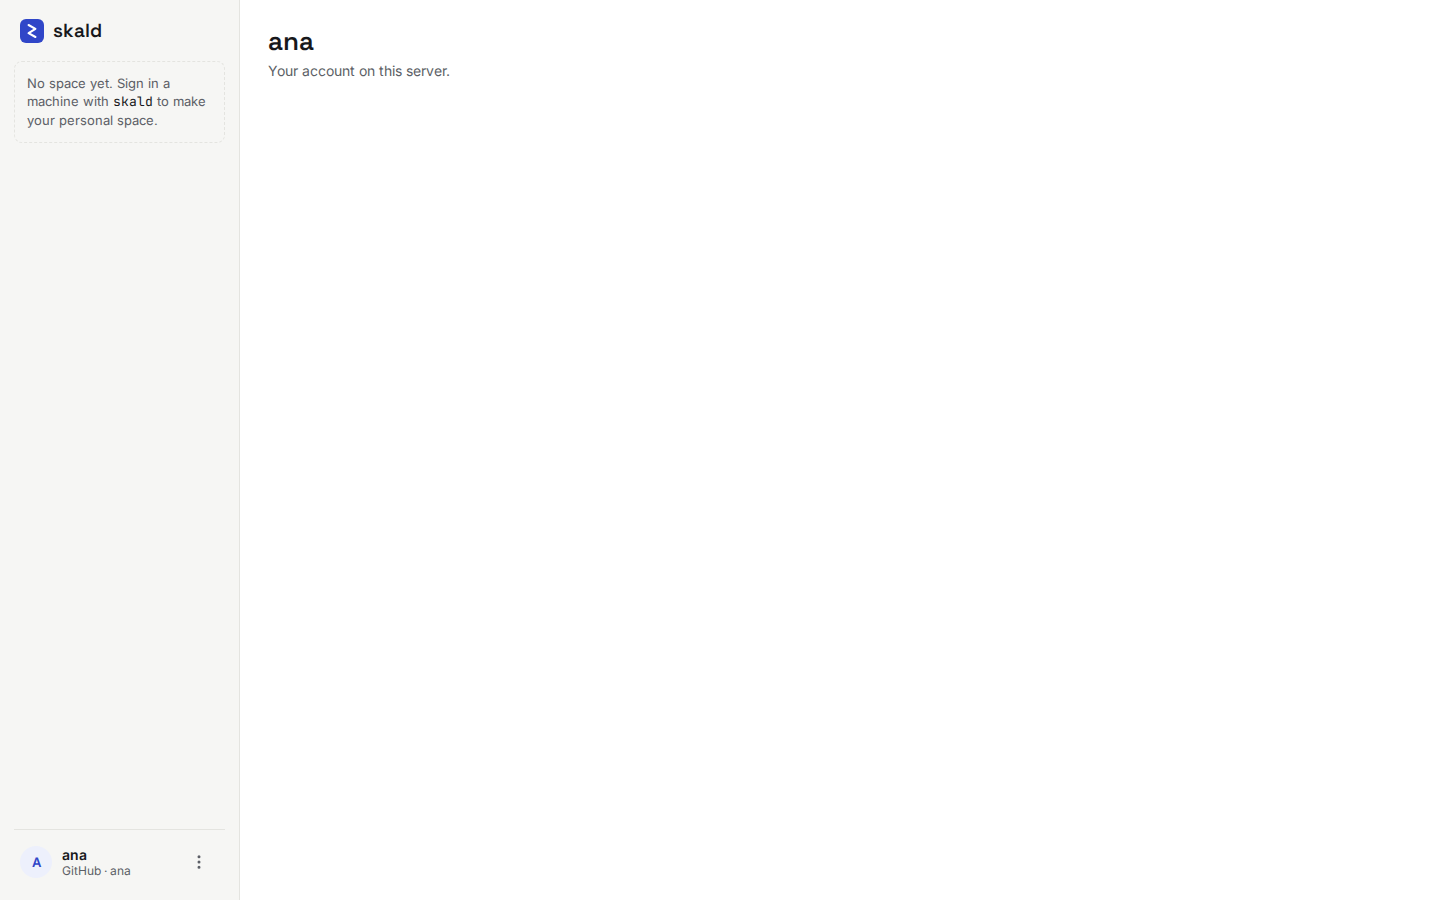 skald
No space yet. Sign in a
machine with skald to make
your personal space.
ana
Your account on this server.
A
ana
GitHub · ana